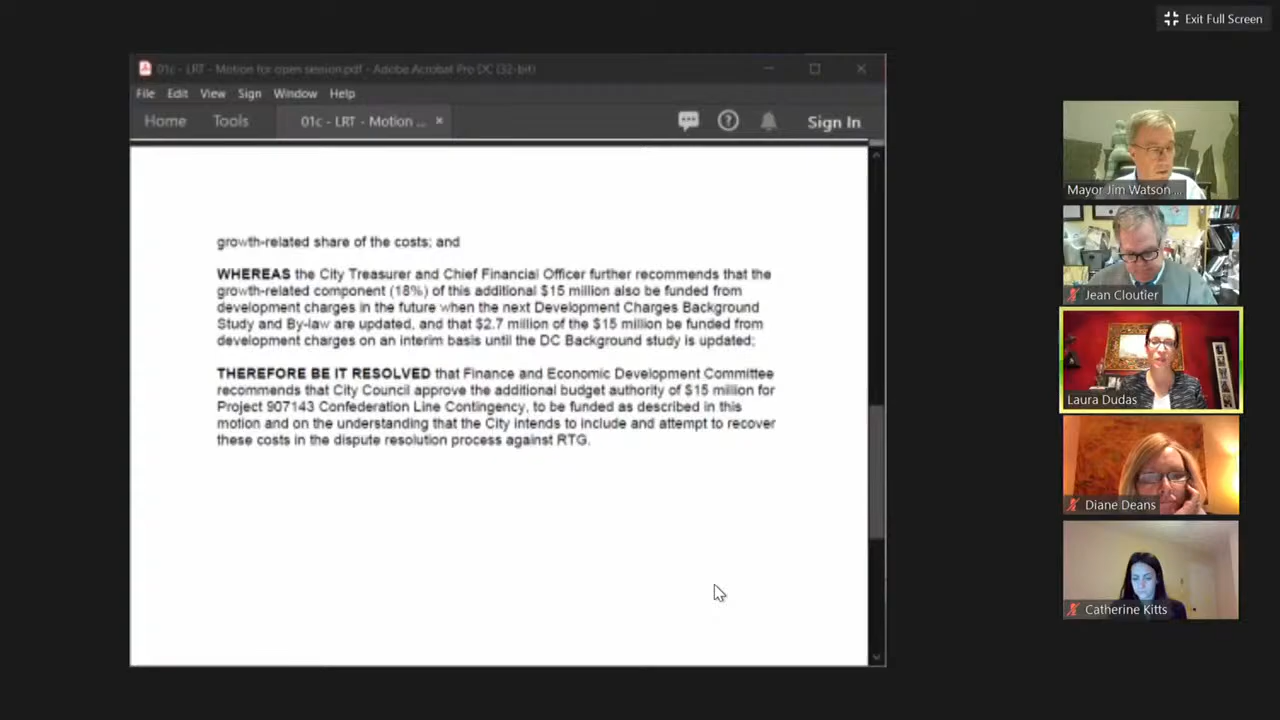 Exit Full Screen
01c - LRT - Motion for open session.pdf - Adobe Acrobat Pro DC (32-bit)
File Edit View Sign Window Help
Home Tools 01c - LRT - Motion ... × Sign In
growth-related share of the costs; and
WHEREAS the City Treasurer and Chief Financial Officer further recommends that the
growth-related component (18%) of this additional $15 million also be funded from
development charges in the future when the next Development Charges Background
Study and By-law are updated, and that $2.7 million of the $15 million be funded from
development charges on an interim basis until the DC Background study is updated;
THEREFORE BE IT RESOLVED that Finance and Economic Development Committee
recommends that City Council approve the additional budget authority of $15 million for
Project 907143 Confederation Line Contingency, to be funded as described in this
motion and on the understanding that the City intends to include and attempt to recover
these costs in the dispute resolution process against RTG.
Mayor Jim Watson ...
Jean Cloutier
Laura Dudas
Diane Deans
Catherine Kitts